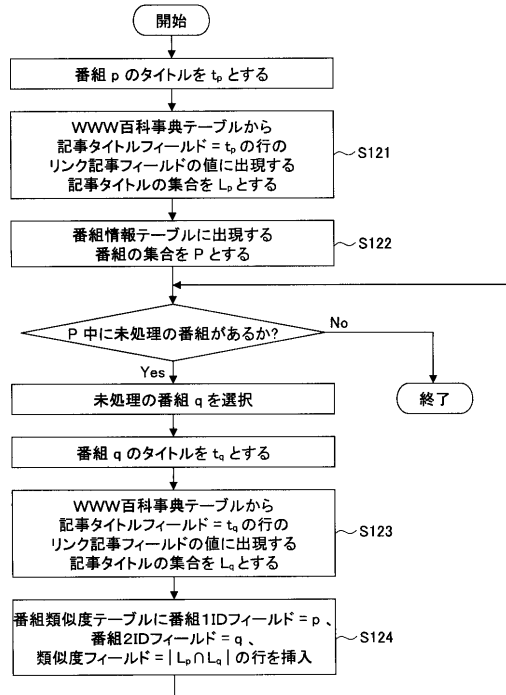 開始
番組 p のタイトルを tp とする
WWW百科事典テーブルから
記事タイトルフィールド = tp の行の
リンク記事フィールドの値に出現する
記事タイトルの集合を Lp とする
S121
番組情報テーブルに出現する
番組の集合を P とする
S122
P 中に未処理の番組があるか?
No
Yes
終了
未処理の番組 q を選択
番組 q のタイトルを tq とする
WWW百科事典テーブルから
記事タイトルフィールド = tq の行の
リンク記事フィールドの値に出現する
記事タイトルの集合を Lq とする
S123
番組類似度テーブルに番組1IDフィールド = p 、
番組2IDフィールド = q 、
類似度フィールド = | Lp ∩ Lq | の行を挿入
S124